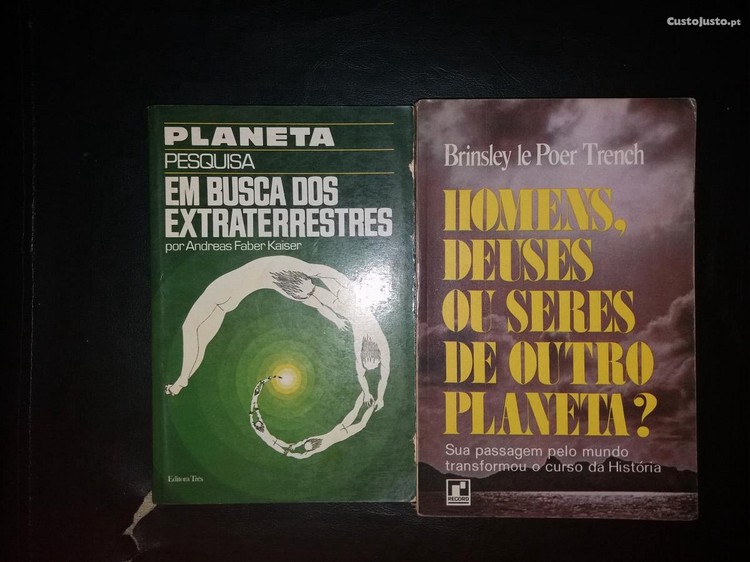 CustoJusto.pt
PLANETA
PESQUISA
EM BUSCA DOS
EXTRATERRESTRES
por Andreas Faber Kaiser
Editora Três
Brinsley le Poer Trench
HOMENS,
DEUSES
OU SERES
DE OUTRO
PLANETA?
Sua passagem pelo mundo
transformou o curso da História
RECORD